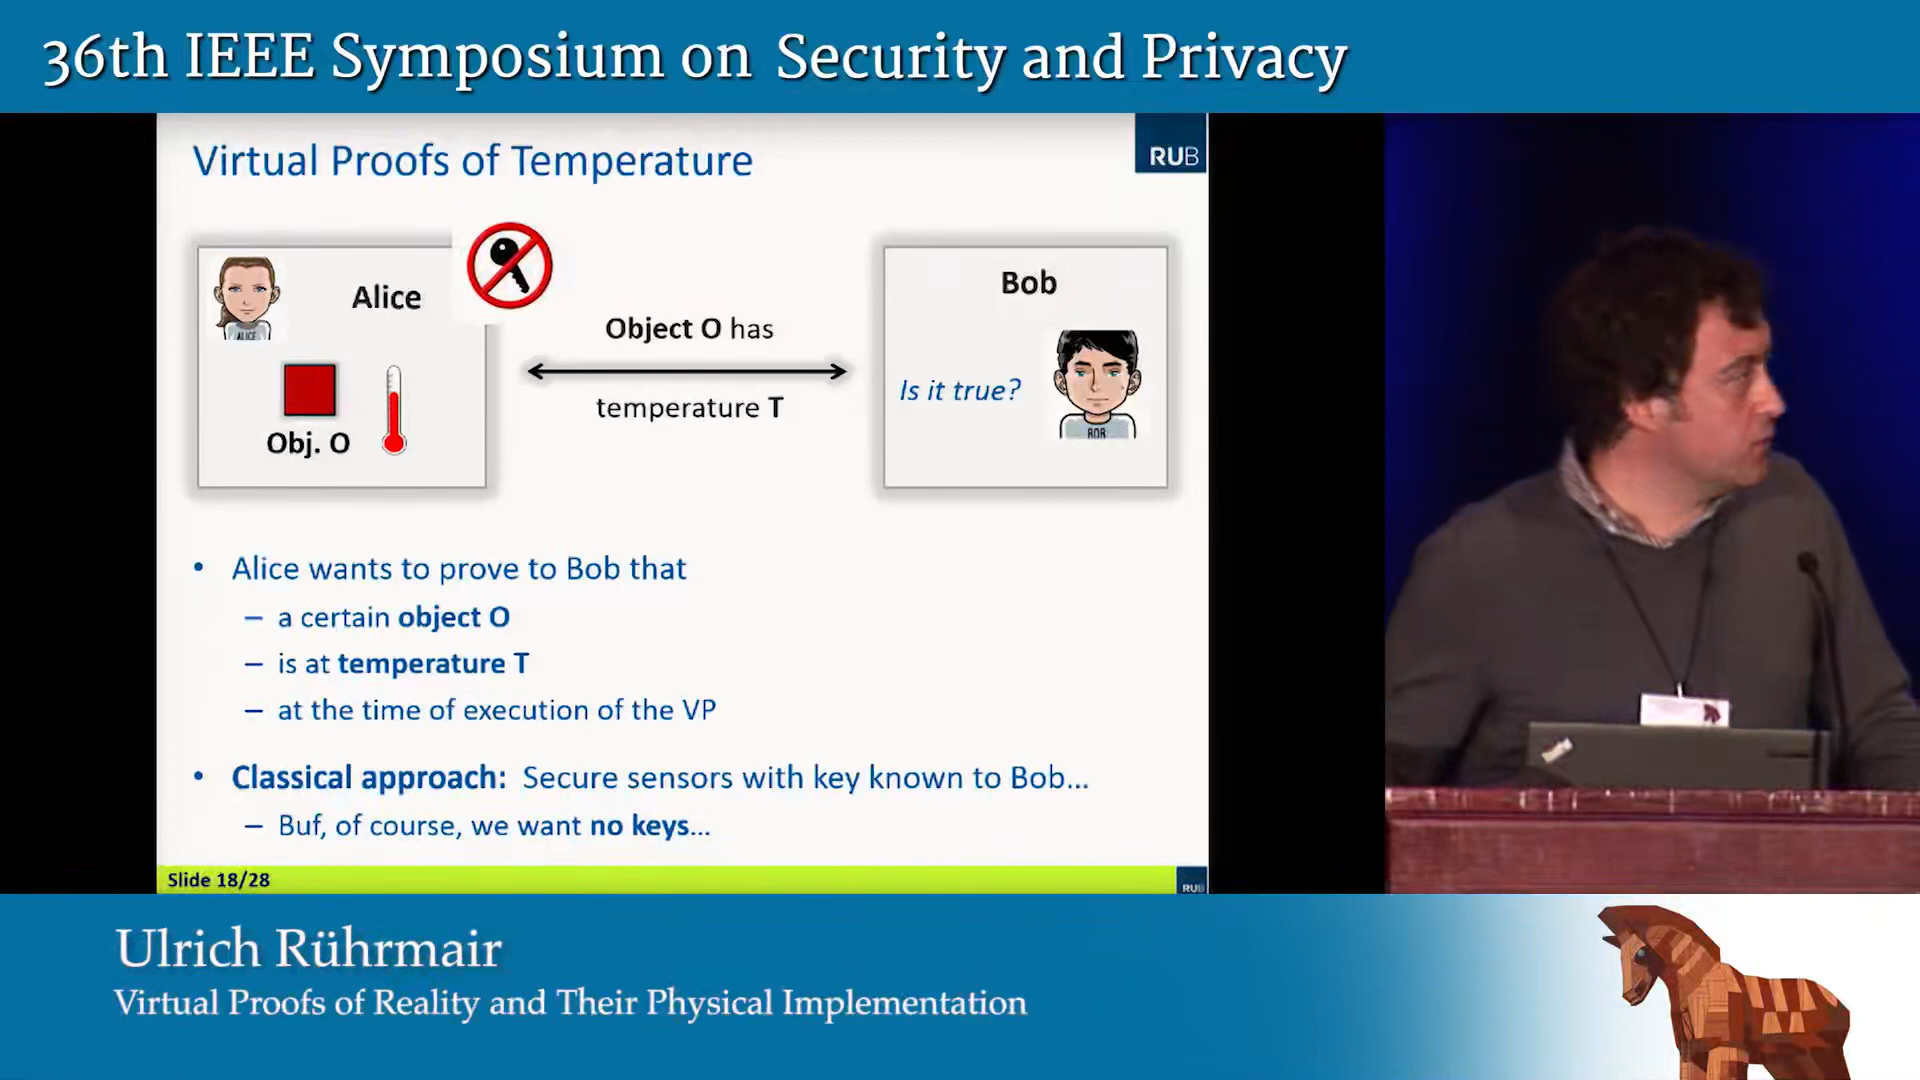 36th IEEE Symposium on Security and Privacy
Virtual Proofs of Temperature
RUB
Alice
ALICE
Obj. O
Object O has
temperature T
Bob
Is it true?
BOB
• Alice wants to prove to Bob that
– a certain object O
– is at temperature T
– at the time of execution of the VP
• Classical approach: Secure sensors with key known to Bob...
– Buf, of course, we want no keys...
Slide 18/28
RUB
Ulrich Rührmair
Virtual Proofs of Reality and Their Physical Implementation